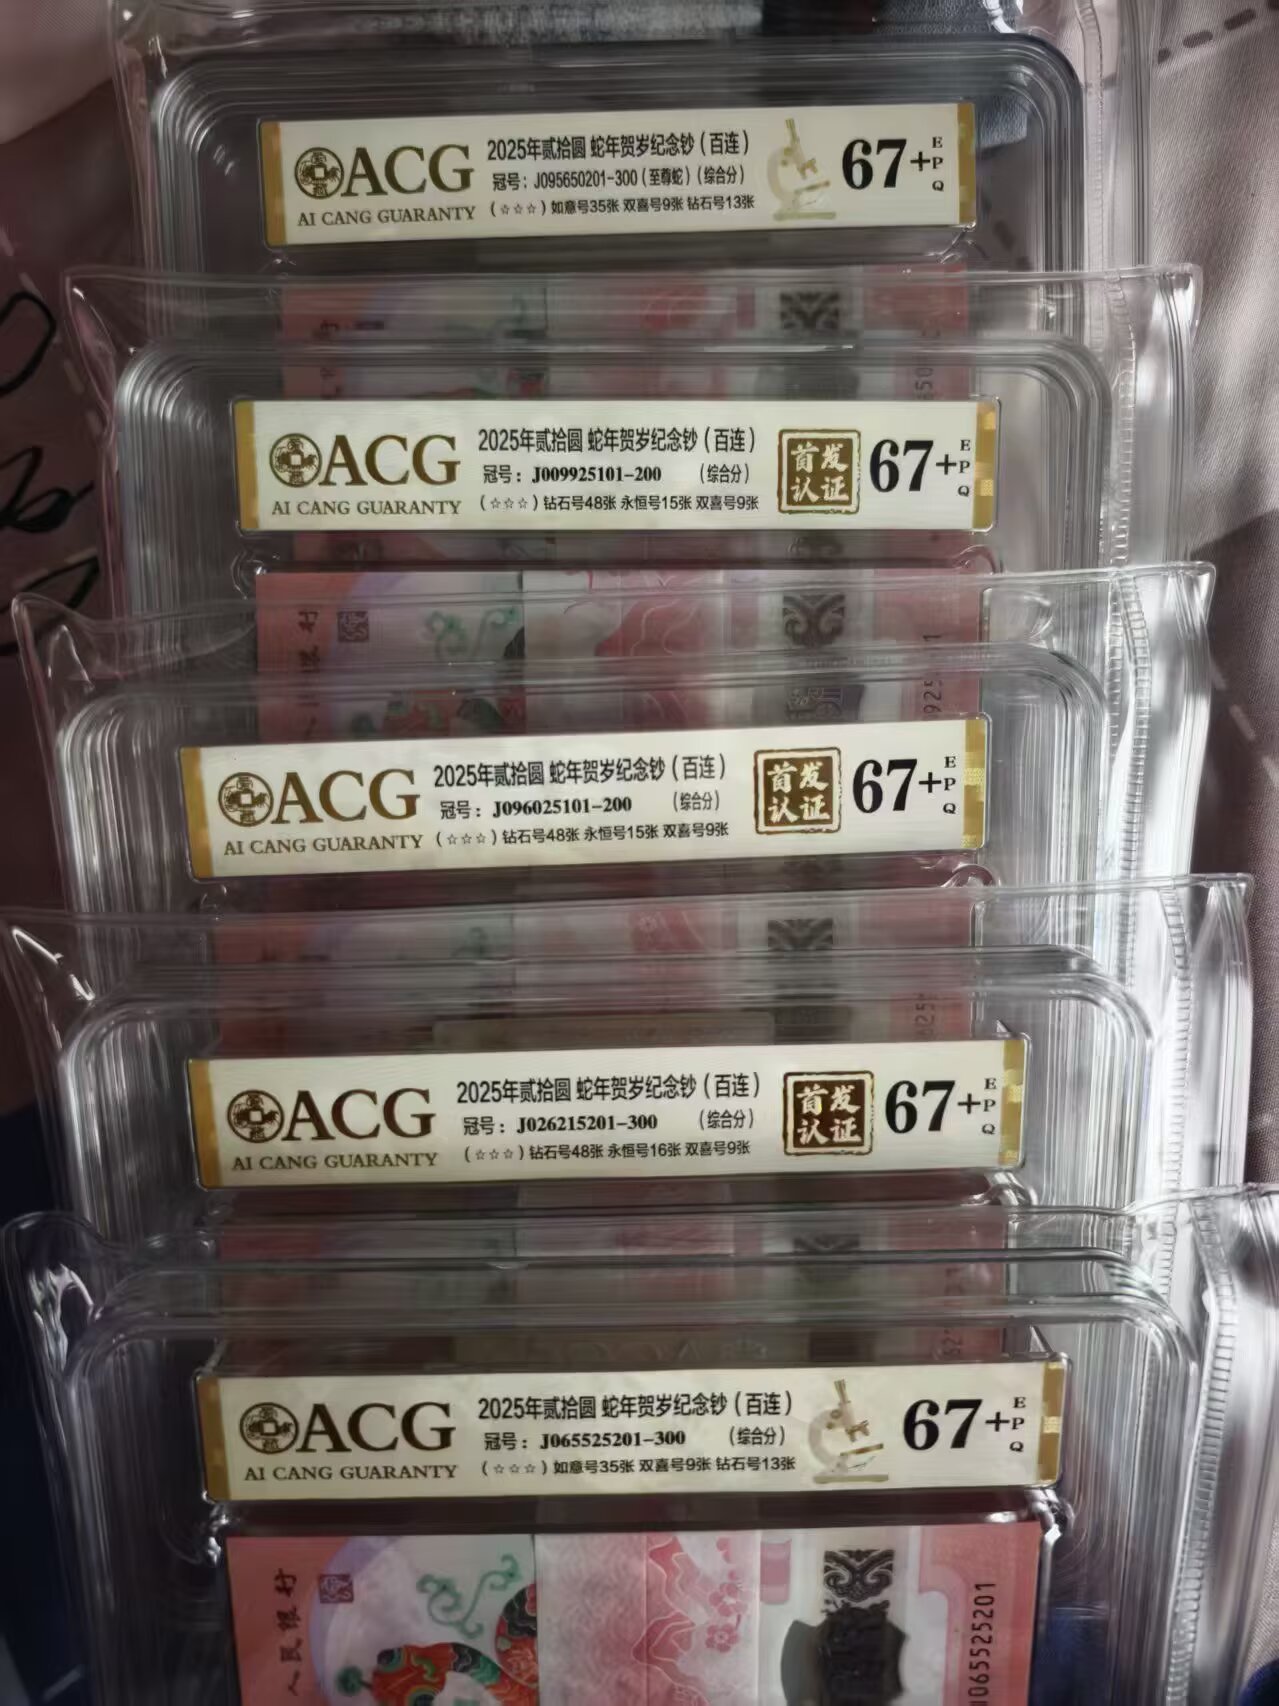 ACG
AI CANG GUARANTY
2025年贰拾圆 蛇年贺岁纪念钞(百连)
冠号:J095650201-300(至尊蛇)(综合分)
(☆☆☆)如意号35张 双喜号9张 钻石号13张
67+EPQ
ACG
AI CANG GUARANTY
2025年贰拾圆 蛇年贺岁纪念钞(百连)
冠号:J009925101-200 (综合分)
(☆☆☆)钻石号48张 永恒号15张 双喜号9张
首发认证
67+EPQ
ACG
AI CANG GUARANTY
2025年贰拾圆 蛇年贺岁纪念钞(百连)
冠号:J096025101-200 (综合分)
(☆☆☆)钻石号48张 永恒号15张 双喜号9张
首发认证
67+EPQ
ACG
AI CANG GUARANTY
2025年贰拾圆 蛇年贺岁纪念钞(百连)
冠号:J026215201-300 (综合分)
(☆☆☆)钻石号48张 永恒号16张 双喜号9张
首发认证
67+EPQ
ACG
AI CANG GUARANTY
2025年贰拾圆 蛇年贺岁纪念钞(百连)
冠号:J065525201-300 (综合分)
(☆☆☆)如意号35张 双喜号9张 钻石号13张
67+EPQ
人民银行
J065525201